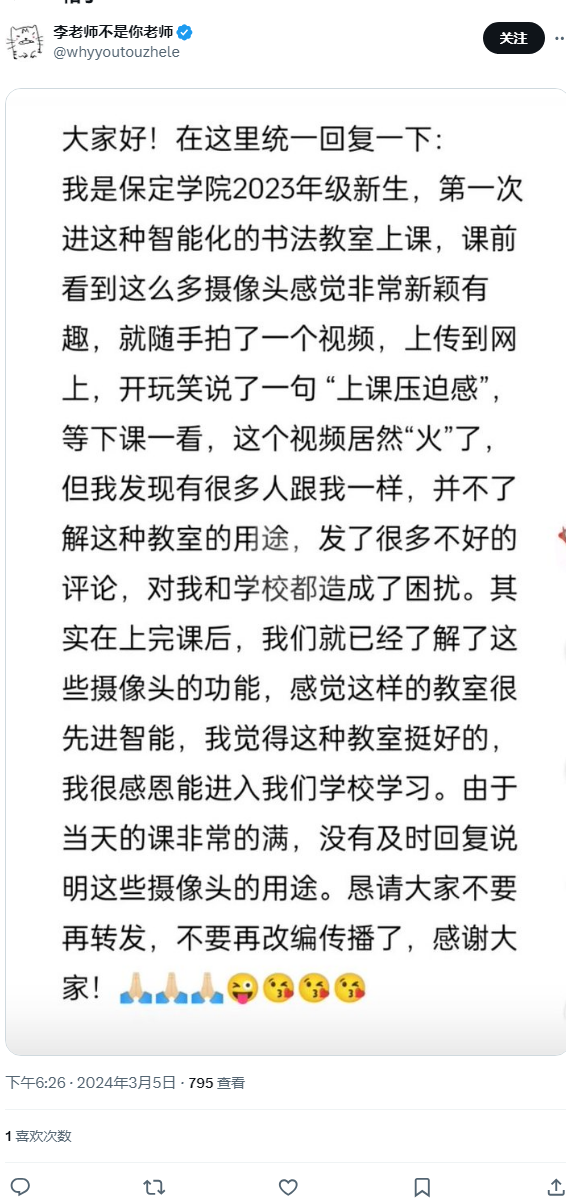 李老师不是你老师
关注
@whyyoutouzhele
大家好！在这里统一回复一下：
我是保定学院2023年级新生，第一次
进这种智能化的书法教室上课，课前
看到这么多摄像头感觉非常新颖有
趣，就随手拍了一个视频，上传到网
上，开玩笑说了一句 “上课压迫感”，
等下课一看，这个视频居然“火”了，
但我发现有很多人跟我一样，并不了
解这种教室的用途，发了很多不好的
评论，对我和学校都造成了困扰。其
实在上完课后，我们就已经了解了这
些摄像头的功能，感觉这样的教室很
先进智能，我觉得这种教室挺好的，
我很感恩能进入我们学校学习。由于
当天的课非常的满，没有及时回复说
明这些摄像头的用途。恳请大家不要
再转发，不要再改编传播了，感谢大
家！🙏🏻🙏🏻🙏🏻😜😘😘😘
下午6:26 · 2024年3月5日 · 795 查看
1 喜欢次数